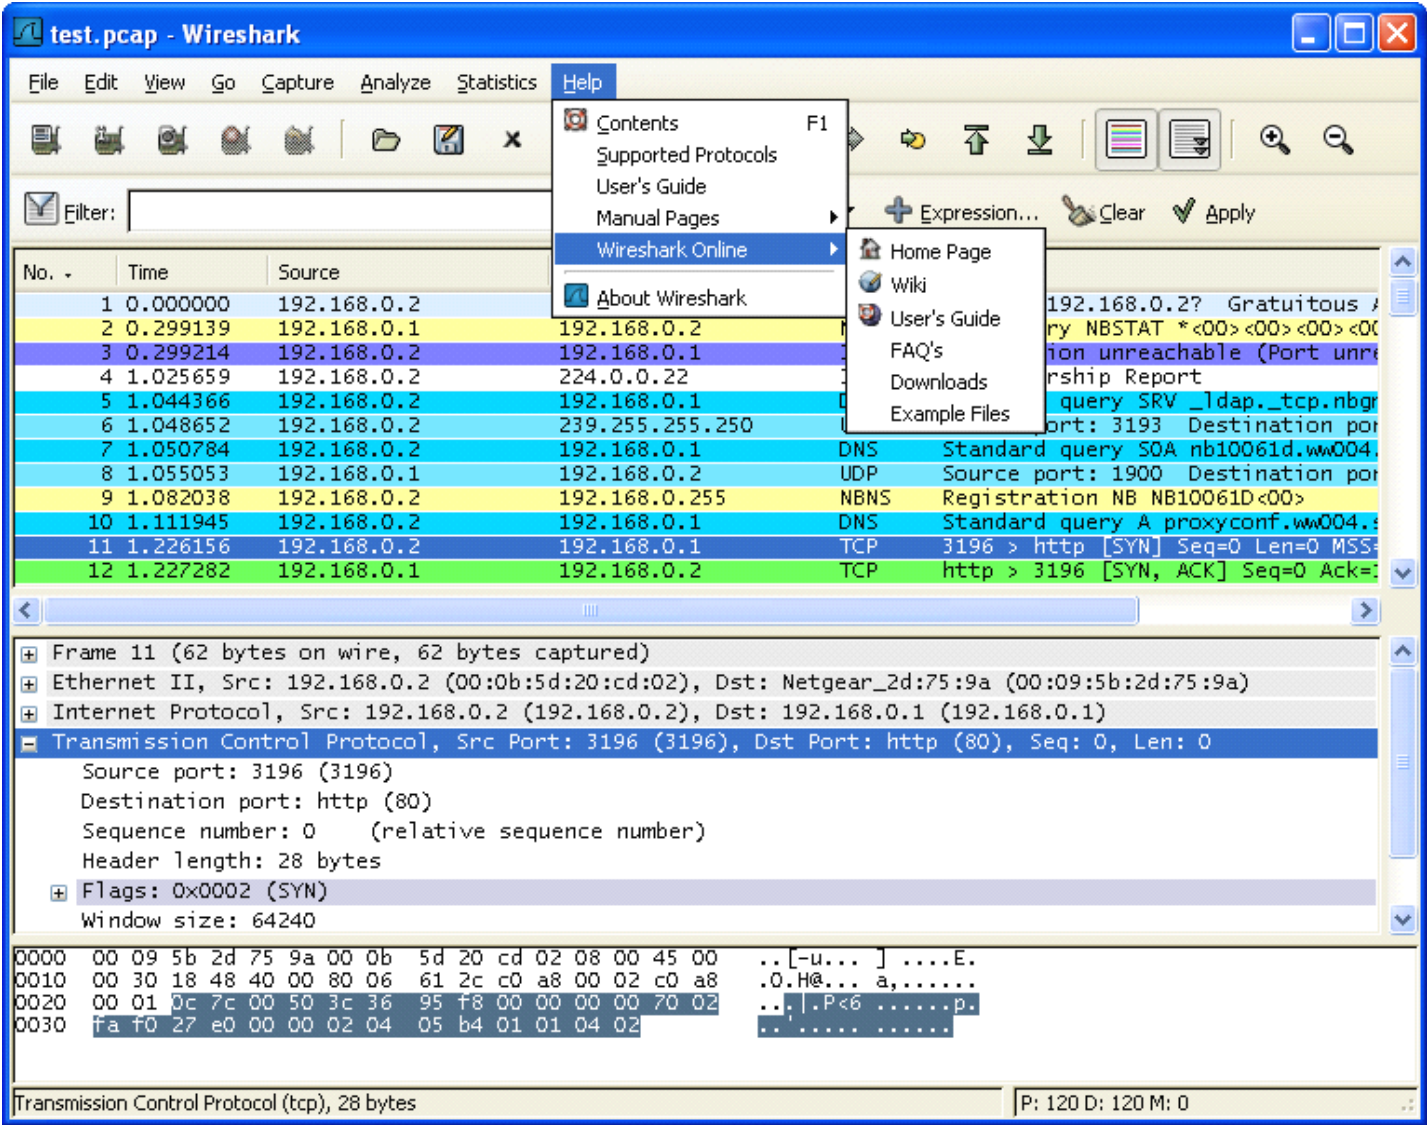 test.pcap - Wireshark
File Edit View Go Capture Analyze Statistics Help
Contents F1
Supported Protocols
User's Guide
Manual Pages
Wireshark Online
About Wireshark
Home Page
Wiki
User's Guide
FAQ's
Downloads
Example Files
Filter: Expression... Clear Apply
No. Time Source
1 0.000000 192.168.0.2 192.168.0.2? Gratuitous
2 0.299139 192.168.0.1 192.168.0.2 NBSTAT *<00><00><00><00
3 0.299214 192.168.0.2 192.168.0.1 unreachable (Port
4 1.025659 192.168.0.2 224.0.0.22 Report
5 1.044366 192.168.0.2 192.168.0.1 query SRV _ldap._tcp.nbgr
6 1.048652 192.168.0.2 239.255.255.250 ort: 3193 Destination por
7 1.050784 192.168.0.2 192.168.0.1 DNS Standard query SOA nb10061d.ww004.
8 1.055053 192.168.0.1 192.168.0.2 UDP Source port: 1900 Destination por
9 1.082038 192.168.0.2 192.168.0.255 NBNS Registration NB NB10061D<00>
10 1.111945 192.168.0.2 192.168.0.1 DNS Standard query A proxyconf.ww004.
11 1.226156 192.168.0.2 192.168.0.1 TCP 3196 > http [SYN] Seq=0 Len=0 MSS=
12 1.227282 192.168.0.1 192.168.0.2 TCP http > 3196 [SYN, ACK] Seq=0 Ack=1
Frame 11 (62 bytes on wire, 62 bytes captured)
Ethernet II, Src: 192.168.0.2 (00:0b:5d:20:cd:02), Dst: Netgear_2d:75:9a (00:09:5b:2d:75:9a)
Internet Protocol, Src: 192.168.0.2 (192.168.0.2), Dst: 192.168.0.1 (192.168.0.1)
Transmission Control Protocol, Src Port: 3196 (3196), Dst Port: http (80), Seq: 0, Len: 0
Source port: 3196 (3196)
Destination port: http (80)
Sequence number: 0 (relative sequence number)
Header length: 28 bytes
Flags: 0x0002 (SYN)
Window size: 64240
0000 00 09 5b 2d 75 9a 00 0b 5d 20 cd 02 08 00 45 00 ..[-u... ] ....E.
0010 00 30 18 48 40 00 80 06 61 2c c0 a8 00 02 c0 a8 .0.H@... a,......
0020 00 01 0c 7c 00 50 3c 36 95 f8 00 00 00 00 70 02 ...|.P<6 ......p.
0030 fa f0 27 e0 00 00 02 04 05 b4 01 01 04 02 ..'..... ......
Transmission Control Protocol (tcp), 28 bytes P: 120 D: 120 M: 0